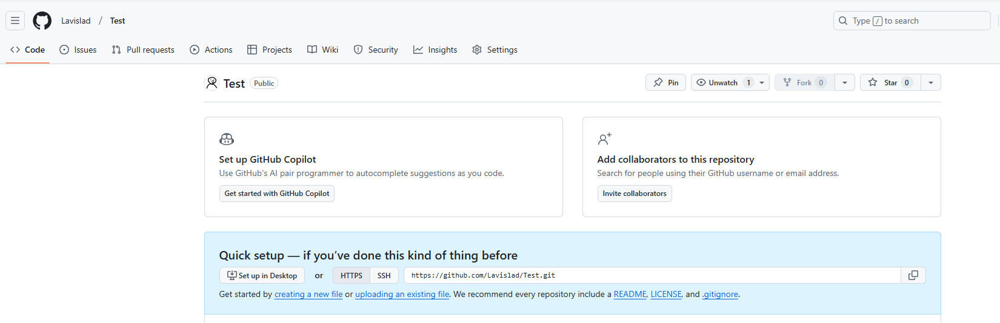 Lavislad / Test
Type / to search
Code Issues Pull requests Actions Projects Wiki Security Insights Settings
Test Public
Pin Unwatch 1 Fork 0 Star 0
Set up GitHub Copilot
Use GitHub's AI pair programmer to autocomplete suggestions as you code.
Get started with GitHub Copilot
Add collaborators to this repository
Search for people using their GitHub username or email address.
Invite collaborators
Quick setup — if you’ve done this kind of thing before
Set up in Desktop or HTTPS SSH https://github.com/Lavislad/Test.git
Get started by creating a new file or uploading an existing file. We recommend every repository include a README, LICENSE, and .gitignore.